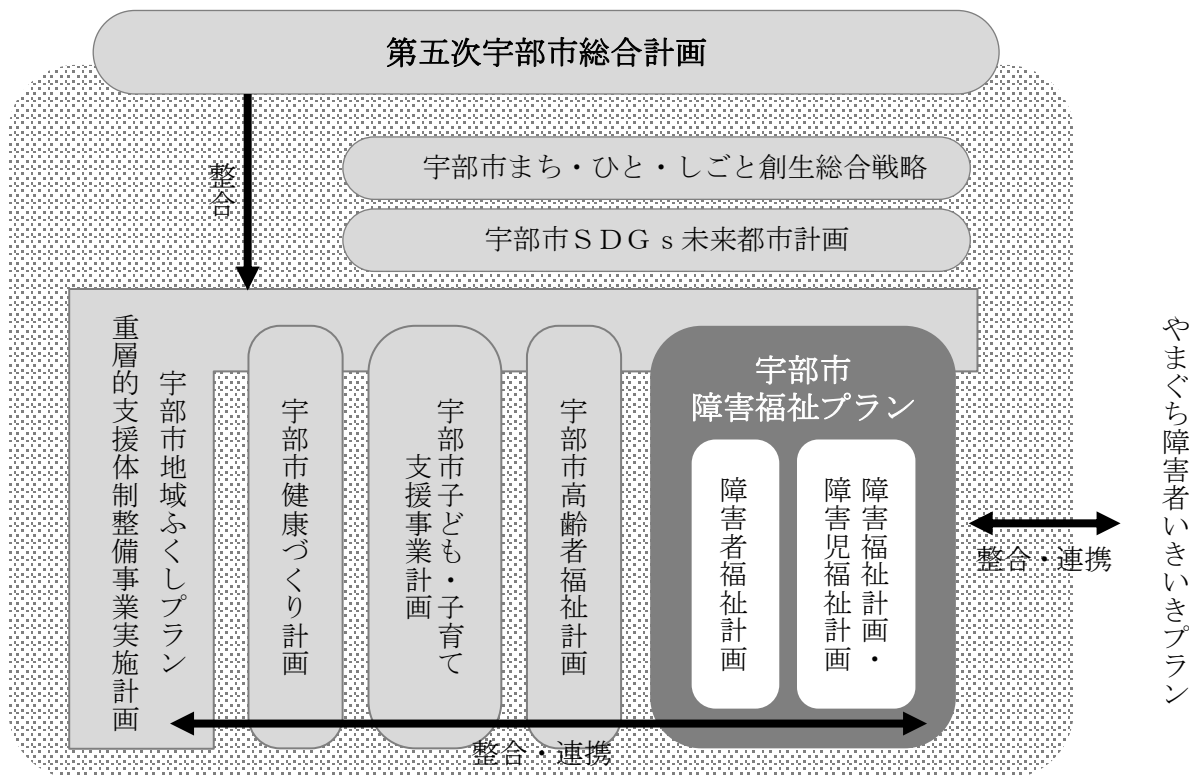 第五次宇部市総合計画
整合
宇部市まち・ひと・しごと創生総合戦略
宇部市ＳＤＧｓ未来都市計画
宇部市地域ふくしプラン
重層的支援体制整備事業実施計画
宇部市健康づくり計画
宇部市子ども・子育て
支援事業計画
宇部市高齢者福祉計画
宇部市
障害福祉プラン
障害者福祉計画
障害福祉計画・
障害児福祉計画
整合・連携
整合・連携
やまぐち障害者いきいきプラン